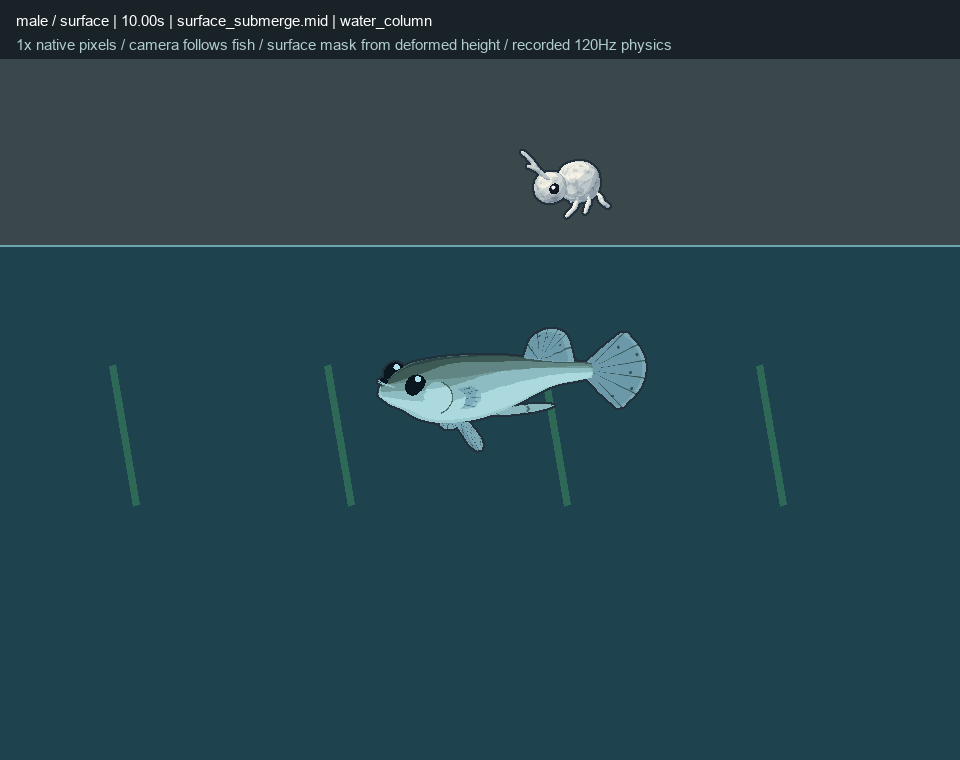 male / surface | 10.00s | surface_submerge.mid | water_column
1x native pixels / camera follows fish / surface mask from deformed height / recorded 120Hz physics